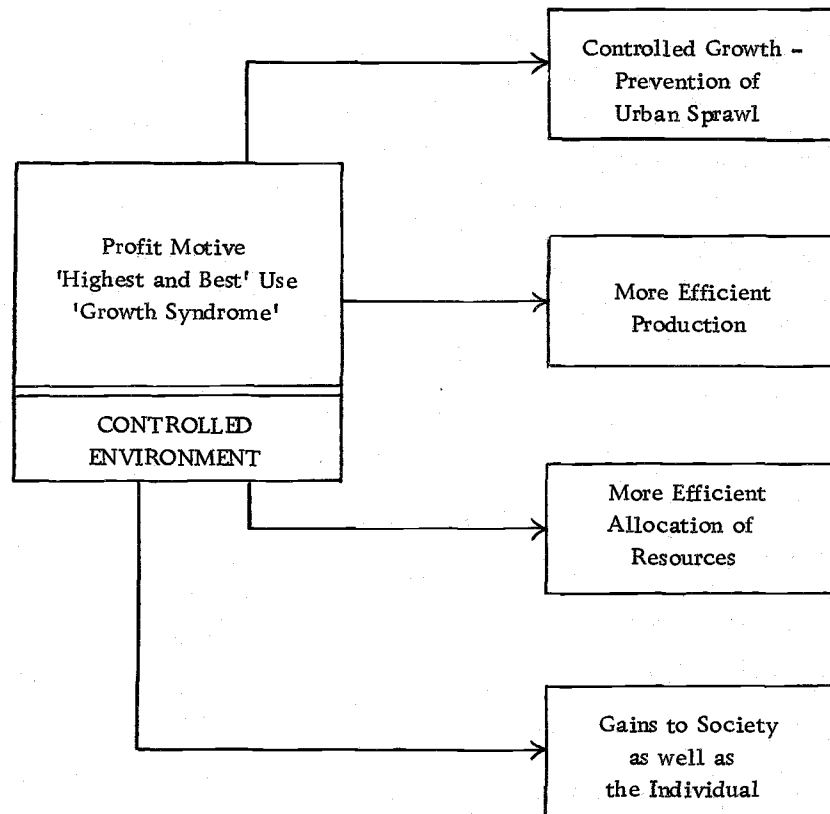 Controlled Growth -
Prevention of
Urban Sprawl
Profit Motive
'Highest and Best' Use
'Growth Syndrome'
More Efficient
Production
CONTROLLED
ENVIRONMENT
More Efficient
Allocation of
Resources
Gains to Society
as well as
the Individual